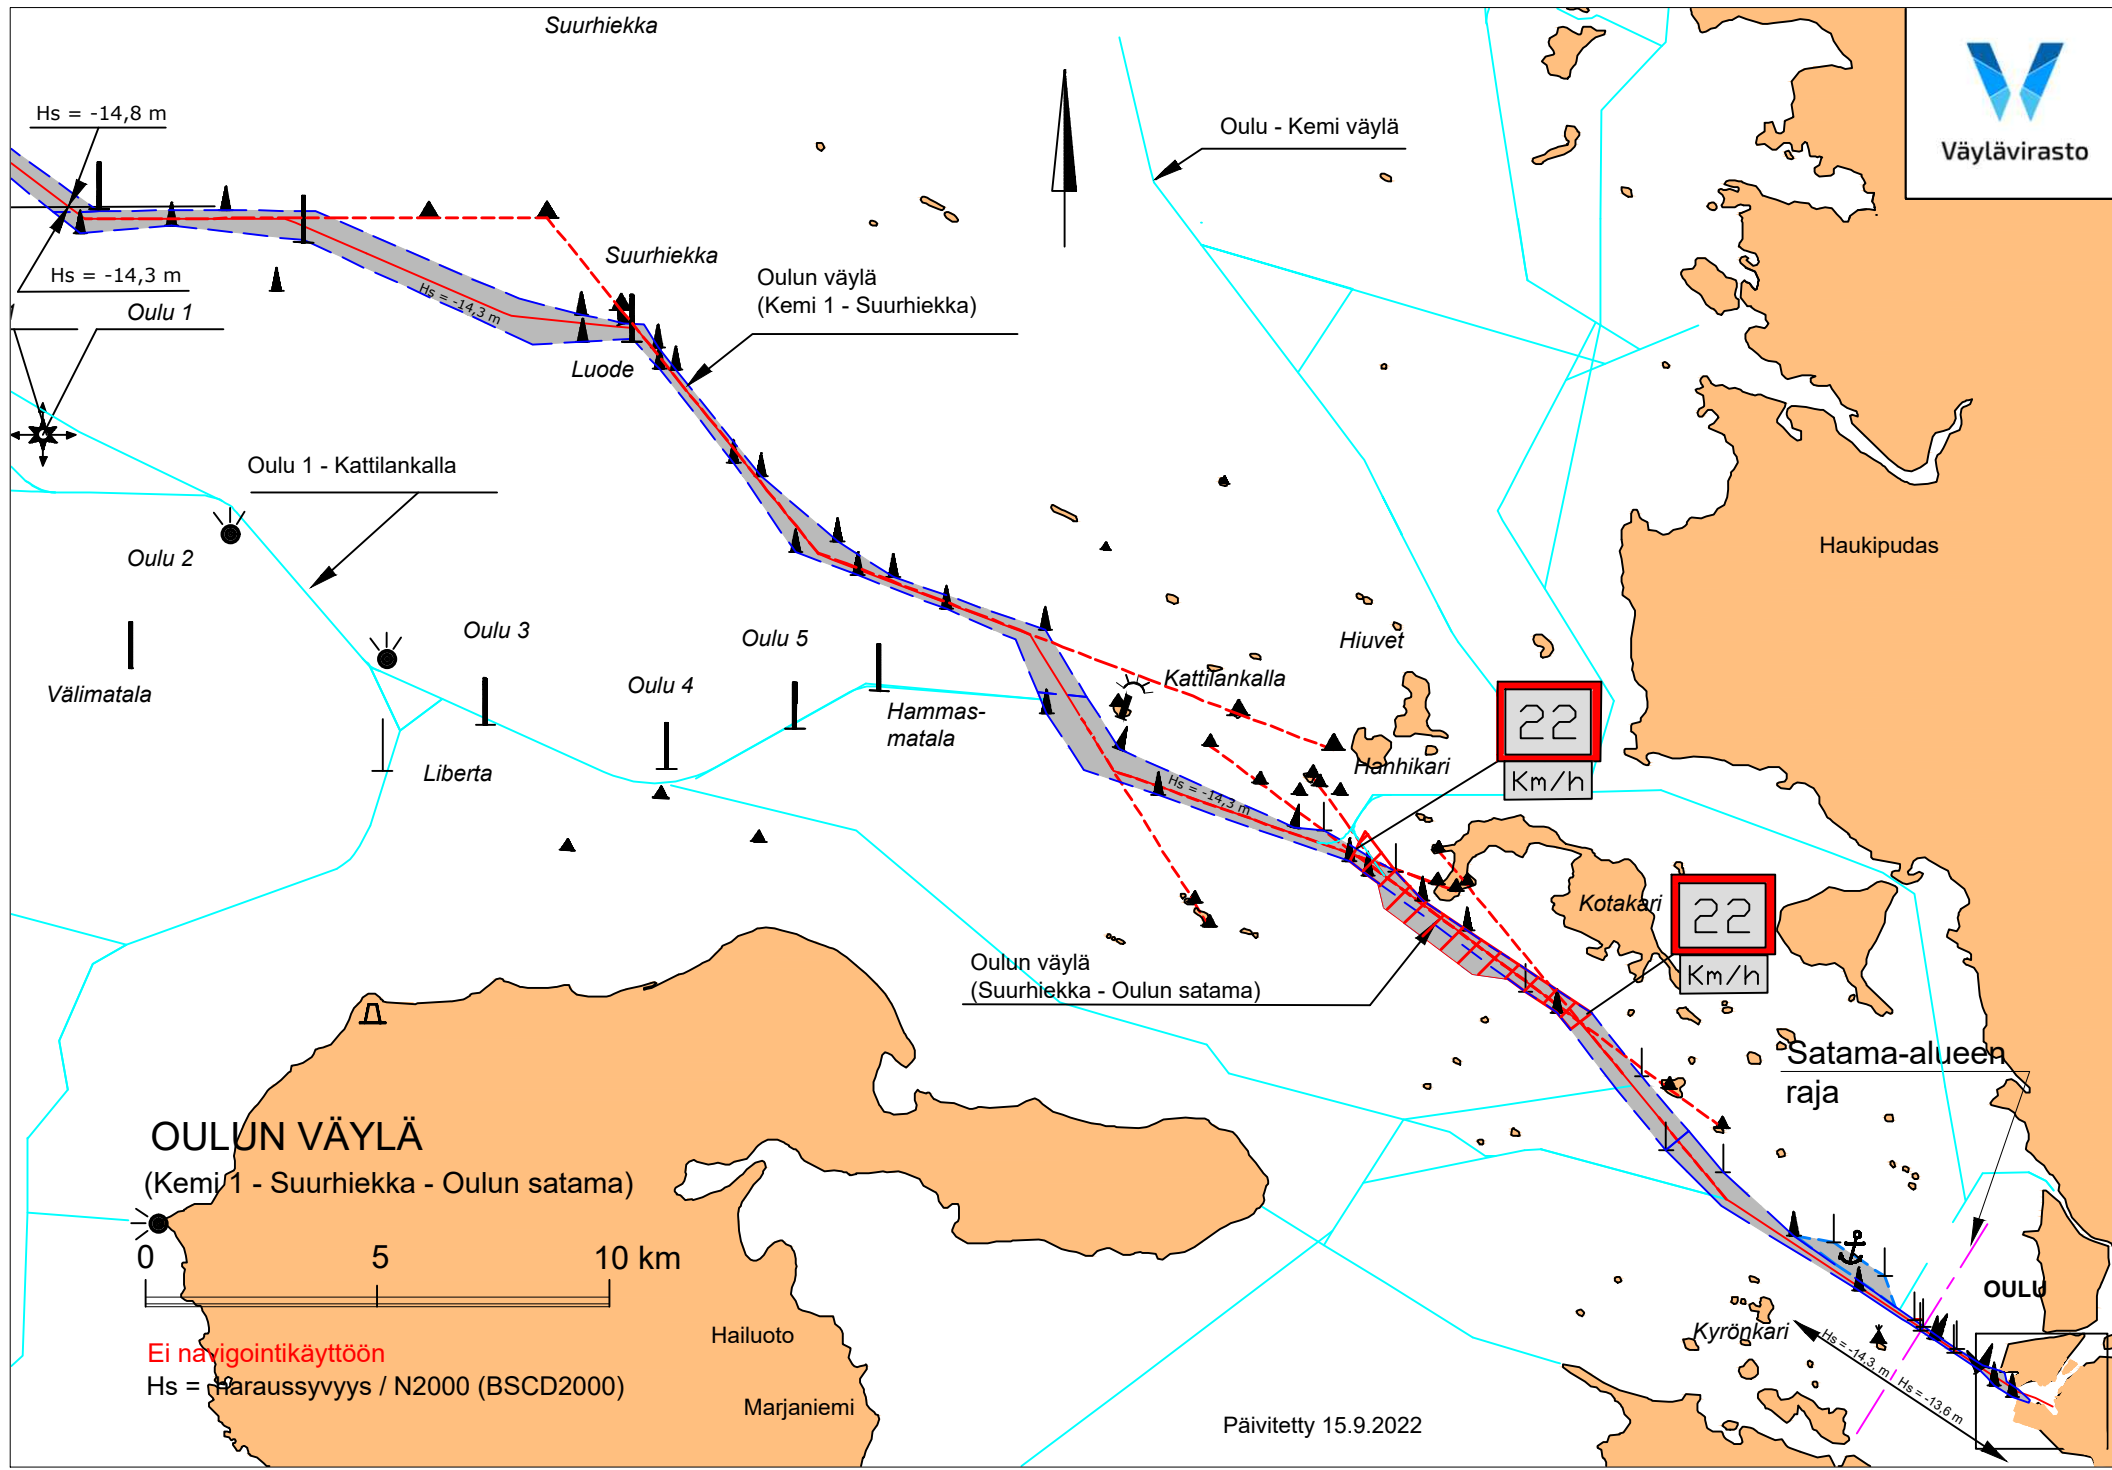 Suurhiekka
Hs = -14,8 m
Oulu - Kemi väylä
Väylävirasto
Hs = -14,3 m
Suurhiekka
Oulun väylä
(Kemi 1 - Suurhiekka)
Oulu 1
Hs = -14,3 m
Luode
Oulu 1 - Kattilankalla
Haukipudas
Oulu 2
Oulu 3
Oulu 5
Hiuvet
Välimatala
Oulu 4
Kattilankalla
Hammas-
matala
Liberta
Hanhikari
22
Km/h
Hs = -14,3 m
Kotakari
22
Km/h
Oulun väylä
(Suurhiekka - Oulun satama)
Satama-alueen
raja
OULUN VÄYLÄ
(Kemi 1 - Suurhiekka - Oulun satama)
0 5 10 km
OULU
Kyrönkari
Hs = -14,3, m
Hs = -13,6 m
Hailuoto
Ei navigointikäyttöön
Hs = haraussyvyys / N2000 (BSCD2000)
Marjaniemi
Päivitetty 15.9.2022